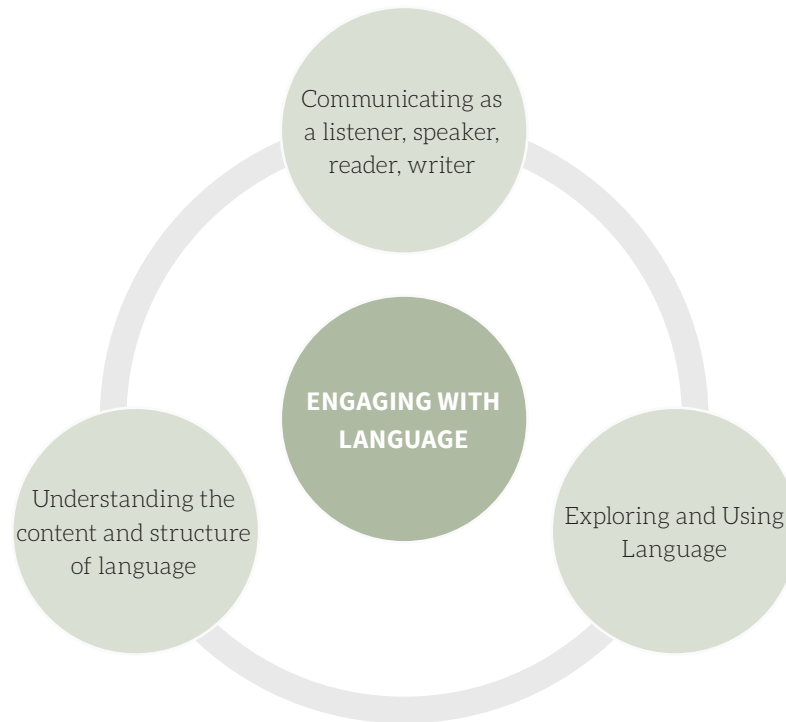 Communicating as
a listener, speaker,
reader, writer
ENGAGING WITH
LANGUAGE
Understanding the
content and structure
of language
Exploring and Using
Language